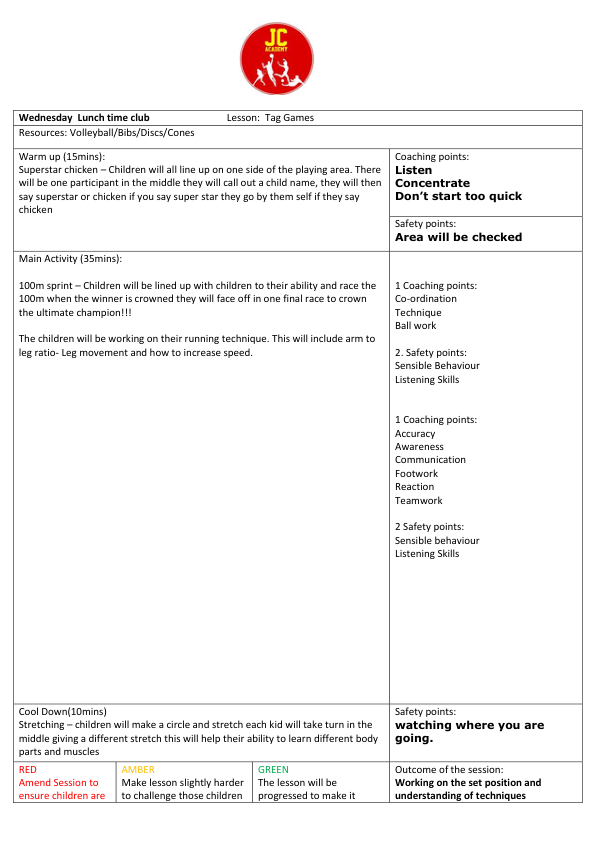 JC
ACADEMY
Wednesday Lunch time club Lesson: Tag Games
Resources: Volleyball/Bibs/Discs/Cones
Warm up (15mins):
Superstar chicken – Children will all line up on one side of the playing area. There
will be one participant in the middle they will call out a child name, they will then
say superstar or chicken if you say super star they go by them self if they say
chicken
Coaching points:
Listen
Concentrate
Don’t start too quick
Safety points:
Area will be checked
Main Activity (35mins):
100m sprint – Children will be lined up with children to their ability and race the
100m when the winner is crowned they will face off in one final race to crown
the ultimate champion!!!
The children will be working on their running technique. This will include arm to
leg ratio- Leg movement and how to increase speed.
1 Coaching points:
Co-ordination
Technique
Ball work
2. Safety points:
Sensible Behaviour
Listening Skills
1 Coaching points:
Accuracy
Awareness
Communication
Footwork
Reaction
Teamwork
2 Safety points:
Sensible behaviour
Listening Skills
Cool Down(10mins)
Stretching – children will make a circle and stretch each kid will take turn in the
middle giving a different stretch this will help their ability to learn different body
parts and muscles
Safety points:
watching where you are
going.
RED
Amend Session to
ensure children are
AMBER
Make lesson slightly harder
to challenge those children
GREEN
The lesson will be
progressed to make it
Outcome of the session:
Working on the set position and
understanding of techniques